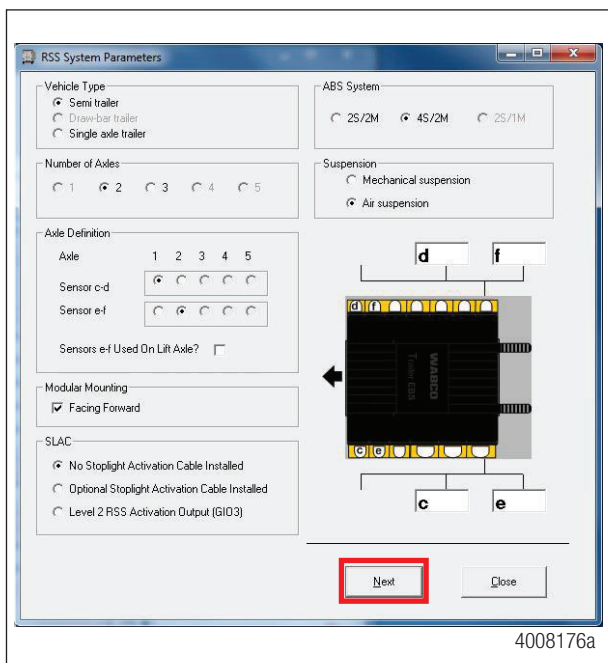 RSS System Parameters
Vehicle Type
Semi trailer
Draw-bar trailer
Single axle trailer
ABS System
2S/2M 4S/2M 2S/1M
Number of Axles
1 2 3 4 5
Suspension
Mechanical suspension
Air suspension
Axle Definition
Axle 1 2 3 4 5
Sensor c-d
Sensor e-f
Sensors e-f Used On Lift Axle?
Modular Mounting
Facing Forward
SLAC
No Stoplight Activation Cable Installed
Optional Stoplight Activation Cable Installed
Level 2 RSS Activation Output (GIO3)
d f
d f
WABCO
Trailer EBS
c e
c e
Next Close
4008176a